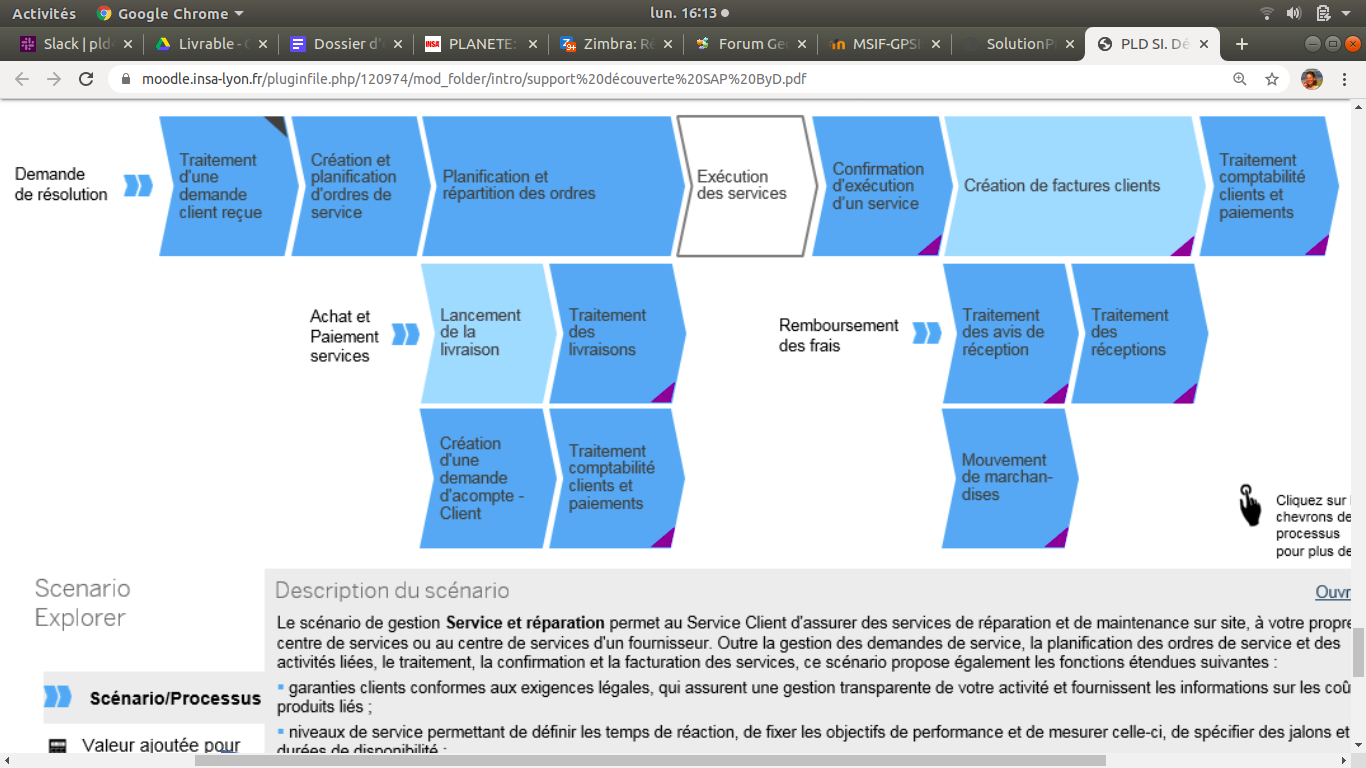 Activités
Google Chrome
lun. 16:13
Slack | pld
Livrable -
Dossier d'
PLANETE:
Zimbra: R
Forum Ge
MSIF-GPS
SolutionP
PLD SI. Dé
moodle.insa-lyon.fr/pluginfile.php/120974/mod_folder/intro/support%20découverte%20SAP%20ByD.pdf
Demande
de résolution
Traitement
d'une
demande
client reçue
Création et
planification
d'ordres de
service
Planification et
répartition des ordres
Exécution
des services
Confirmation
d'exécution
d'un service
Création de factures clients
Traitement
comptabilité
clients et
paiements
Achat et
Paiement
services
Lancement
de la
livraison
Traitement
des
livraisons
Remboursement
des frais
Traitement
des avis de
réception
Traitement
des
réceptions
Création
d'une
demande
d'acompte -
Client
Traitement
comptabilité
clients et
paiements
Mouvement
de marchan-
dises
Cliquez sur l
chevrons de
processus
pour plus de
Scenario
Explorer
Scénario/Processus
Valeur ajoutée pour
Description du scénario
Ouvr
Le scénario de gestion Service et réparation permet au Service Client d'assurer des services de réparation et de maintenance sur site, à votre propre
centre de services ou au centre de services d'un fournisseur. Outre la gestion des demandes de service, la planification des ordres de service et des
activités liées, le traitement, la confirmation et la facturation des services, ce scénario propose également les fonctions étendues suivantes :
▪ garanties clients conformes aux exigences légales, qui assurent une gestion transparente de votre activité et fournissent les informations sur les coû
produits liés ;
▪ niveaux de service permettant de définir les temps de réaction, de fixer les objectifs de performance et de mesurer celle-ci, de spécifier des jalons et
durées de disponibilité ;